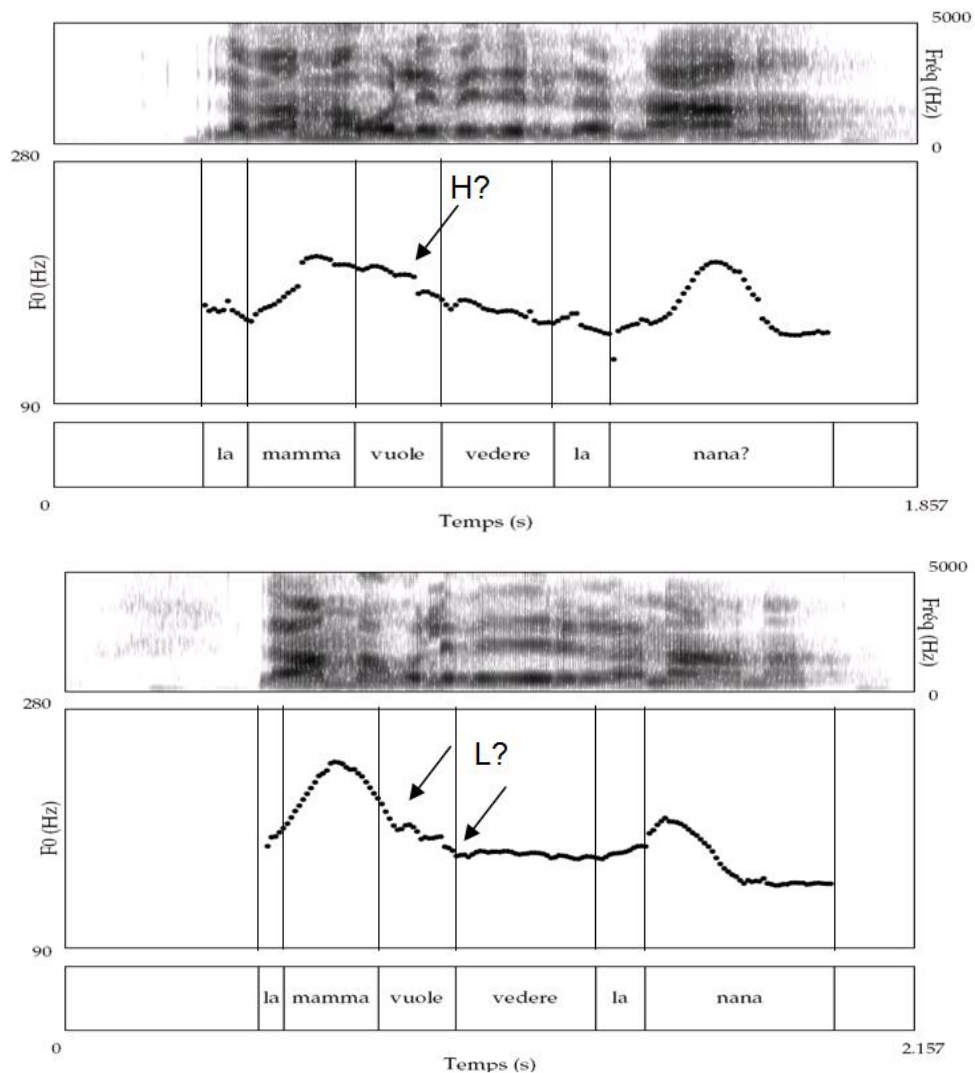 5000
Fréq (Hz)
0
280
H?
F0 (Hz)
90
la mamma vuole vedere la nana?
0 1.857
Temps (s)
5000
Fréq (Hz)
0
280
L?
F0 (Hz)
90
la mamma vuole vedere la nana
0 2.157
Temps (s)